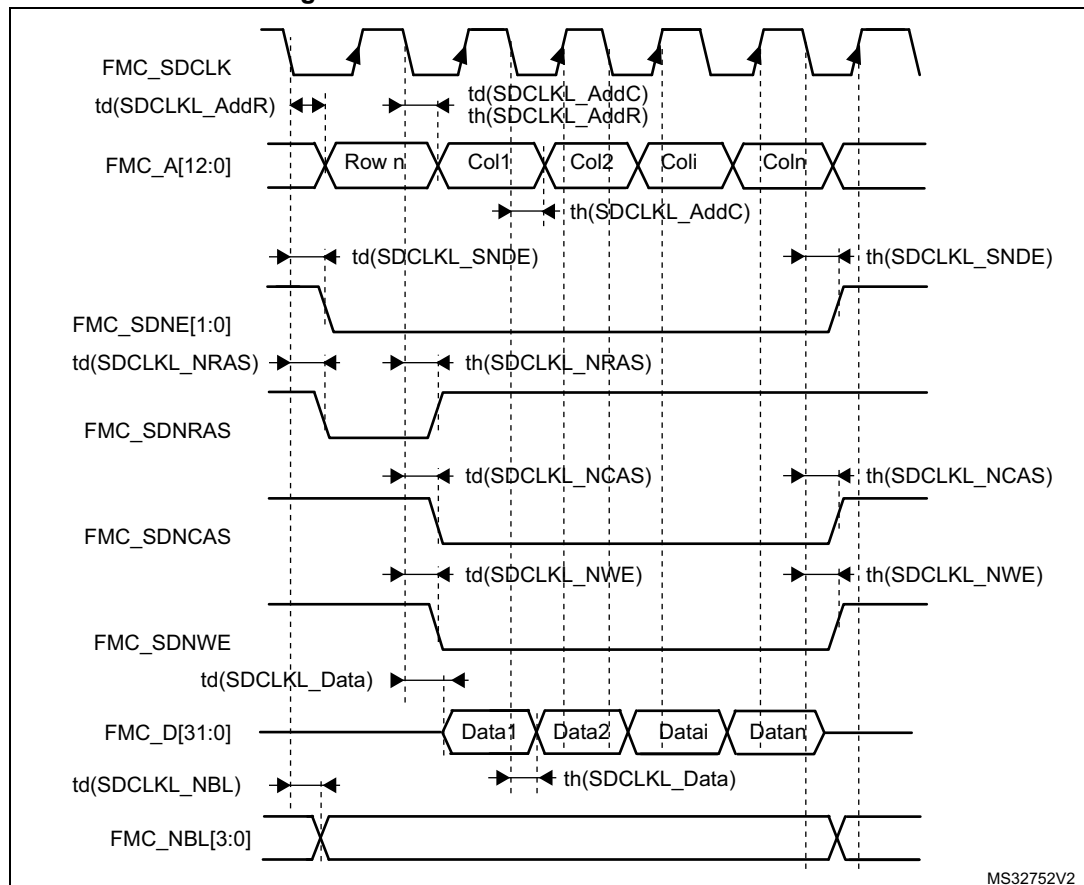 FMC_SDCLK
td(SDCLKL_AddR)
td(SDCLKL_AddC)
th(SDCLKL_AddR)
FMC_A[12:0]
Row n
Col1
Col2
Coli
Coln
th(SDCLKL_AddC)
td(SDCLKL_SNDE)
th(SDCLKL_SNDE)
FMC_SDNE[1:0]
td(SDCLKL_NRAS)
th(SDCLKL_NRAS)
FMC_SDNRAS
td(SDCLKL_NCAS)
th(SDCLKL_NCAS)
FMC_SDNCAS
td(SDCLKL_NWE)
th(SDCLKL_NWE)
FMC_SDNWE
td(SDCLKL_Data)
FMC_D[31:0]
Data1
Data2
Datai
Datan
td(SDCLKL_NBL)
th(SDCLKL_Data)
FMC_NBL[3:0]
MS32752V2